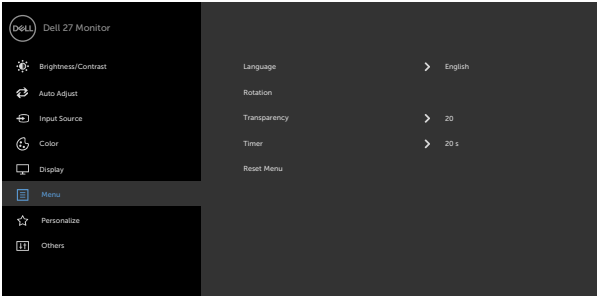 DELL Dell 27 Monitor
Brightness/Contrast
Auto Adjust
Input Source
Color
Display
Menu
Personalize
Others
Language English
Rotation
Transparency 20
Timer 20 s
Reset Menu